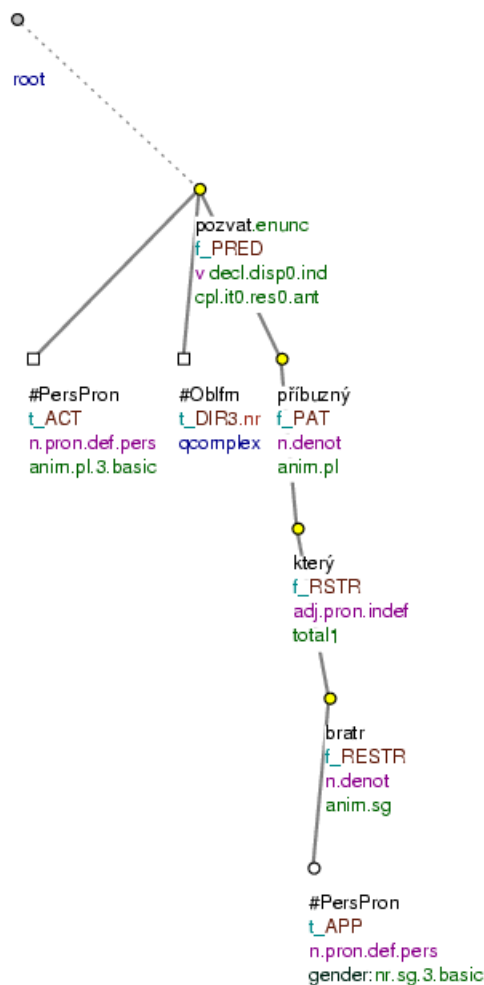 root
pozvat.enunc
f_PRED
v decl.disp0.ind
cpl.it0.res0.ant
#PersPron
t_ACT
n.pron.def.pers
anim.pl.3.basic
#Oblfm
t_DIR3.nr
qcomplex
příbuzný
f_PAT
n.denot
anim.pl
který
f_RSTR
adj.pron.indef
total1
bratr
f_RESTR
n.denot
anim.sg
#PersPron
t_APP
n.pron.def.pers
gender:nr.sg.3.basic